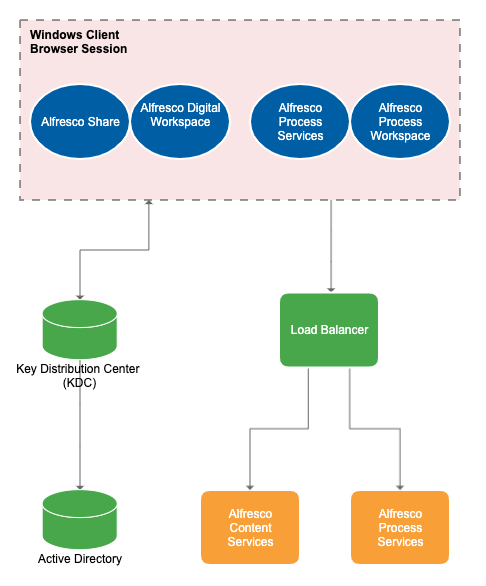 Windows Client
Browser Session
Alfresco Share
Alfresco Digital
Workspace
Alfresco
Process
Services
Alfresco
Process
Workspace
Load Balancer
Key Distribution Center
(KDC)
Alfresco
Content
Services
Alfresco
Process
Services
Active Directory